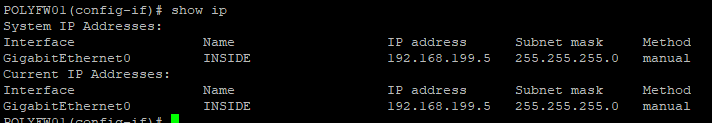 POLYFW01(config-if)# show ip
System IP Addresses:
Interface Name IP address Subnet mask Method
GigabitEthernet0 INSIDE 192.168.199.5 255.255.255.0 manual
Current IP Addresses:
Interface Name IP address Subnet mask Method
GigabitEthernet0 INSIDE 192.168.199.5 255.255.255.0 manual
POLYFW01(config-if)#